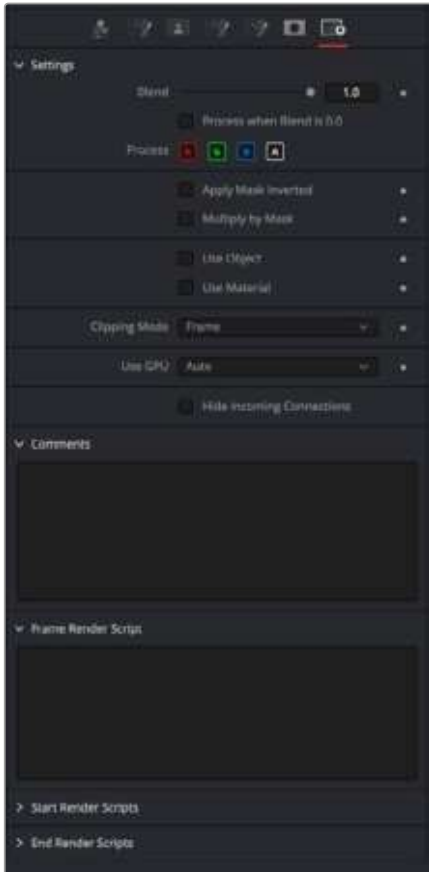 Settings
Blend 1.0
Process when Blend is 0.0
Process R G B A
Apply Mask Inverted
Multiply by Mask
Use Object
Use Material
Clipping Mode Frame
Use GPU Auto
Hide Incoming Connections
Comments
Frame Render Script
Start Render Scripts
End Render Scripts